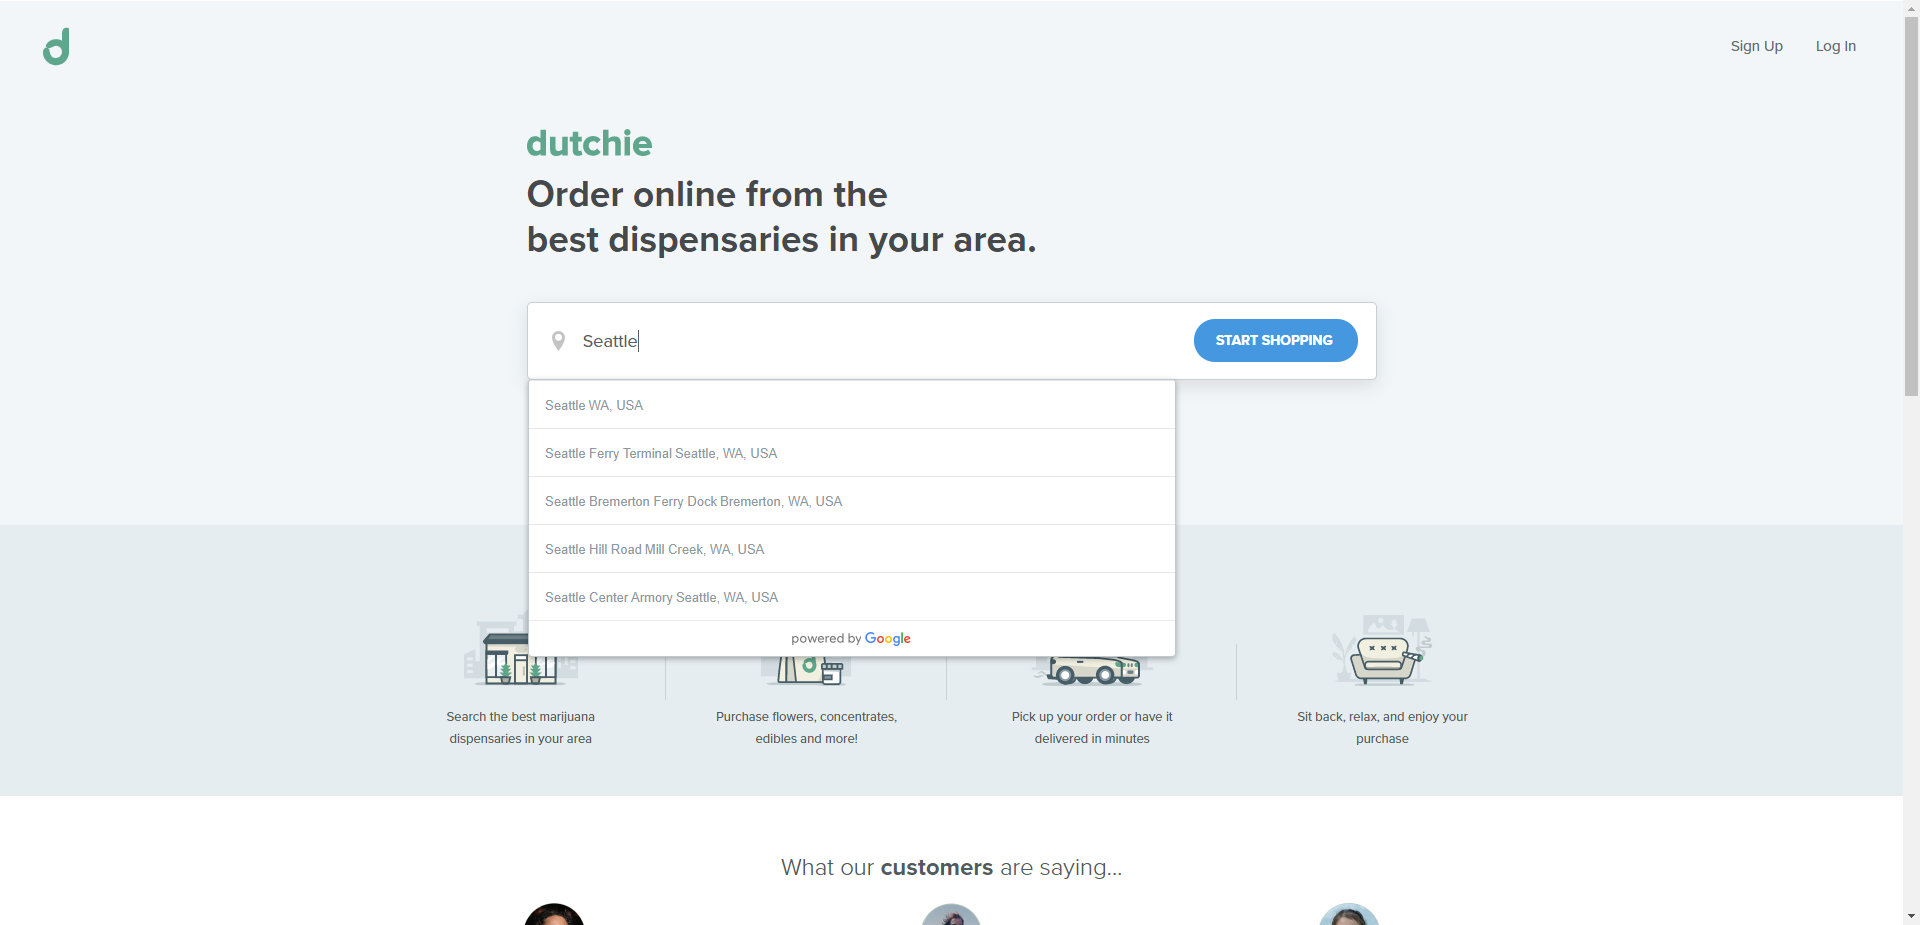 d
Sign Up
Log In
dutchie
Order online from the
best dispensaries in your area.
Seattle
START SHOPPING
Seattle WA, USA
Seattle Ferry Terminal Seattle, WA, USA
Seattle Bremerton Ferry Dock Bremerton, WA, USA
Seattle Hill Road Mill Creek, WA, USA
Seattle Center Armory Seattle, WA, USA
powered by Google
d
Search the best marijuana
dispensaries in your area
Purchase flowers, concentrates,
edibles and more!
Pick up your order or have it
delivered in minutes
Sit back, relax, and enjoy your
purchase
What our customers are saying...